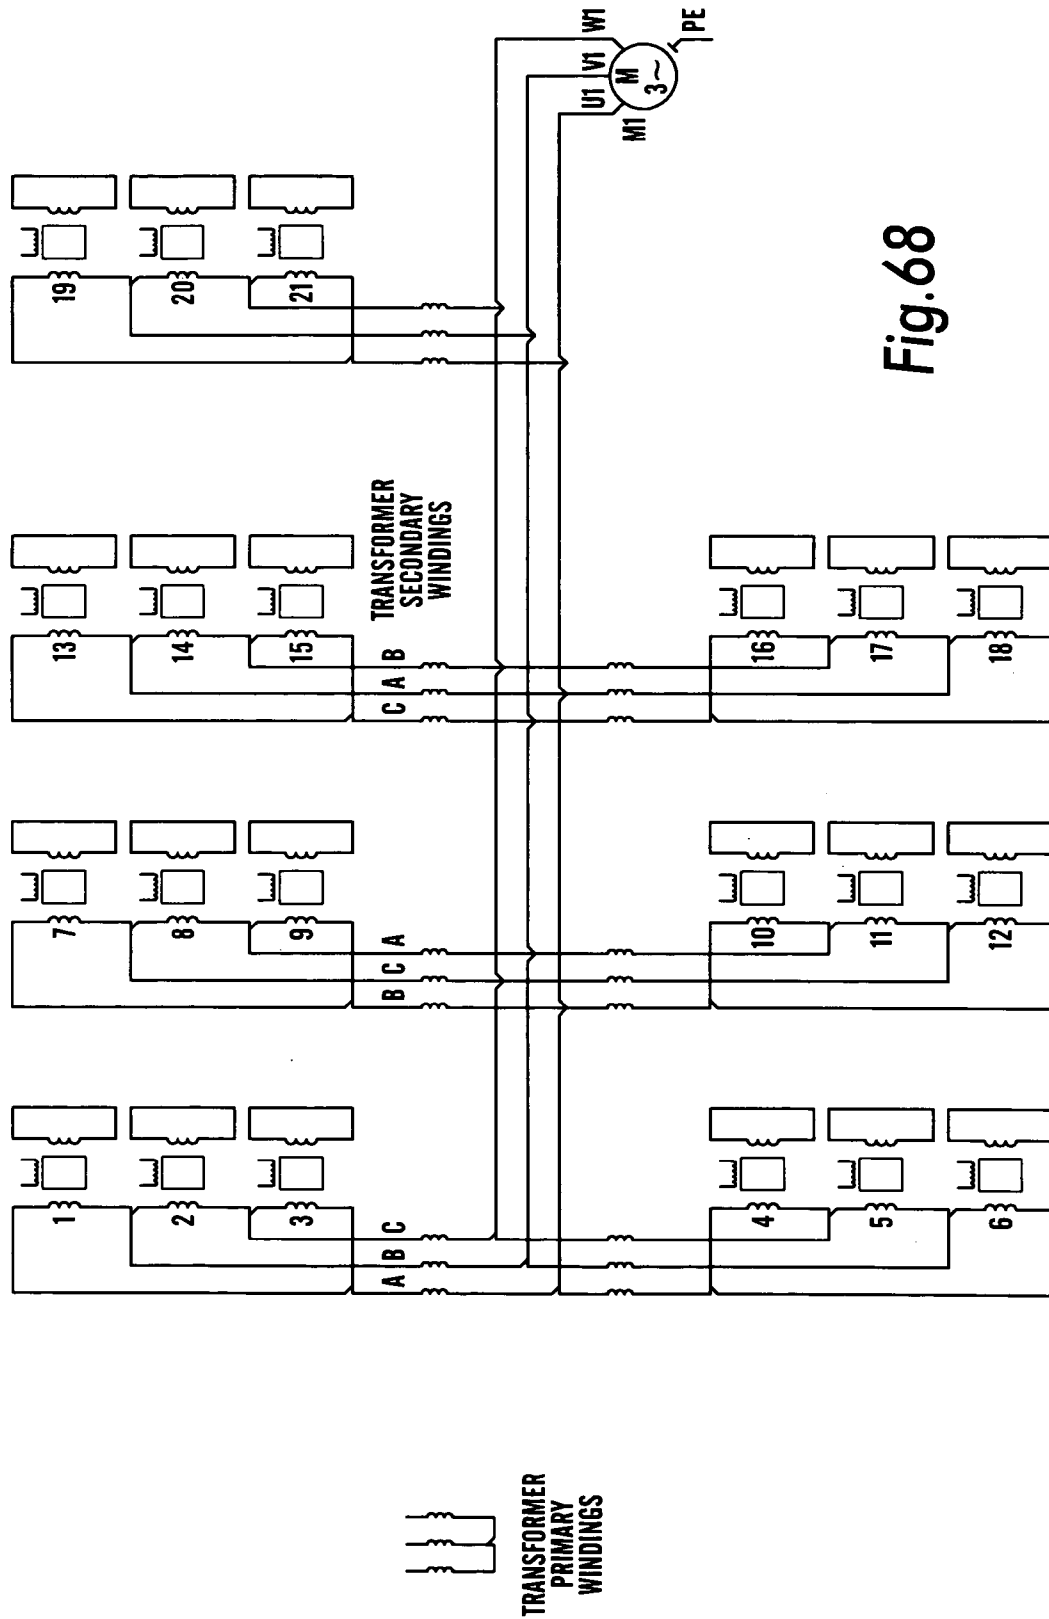 1
2
3
A B C
4
5
6
7
8
9
B C A
10
11
12
13
14
15
C A B
16
17
18
19
20
21
TRANSFORMER
PRIMARY
WINDINGS
TRANSFORMER
SECONDARY
WINDINGS
U1 V1 W1
M
3~
M1
PE
Fig.68